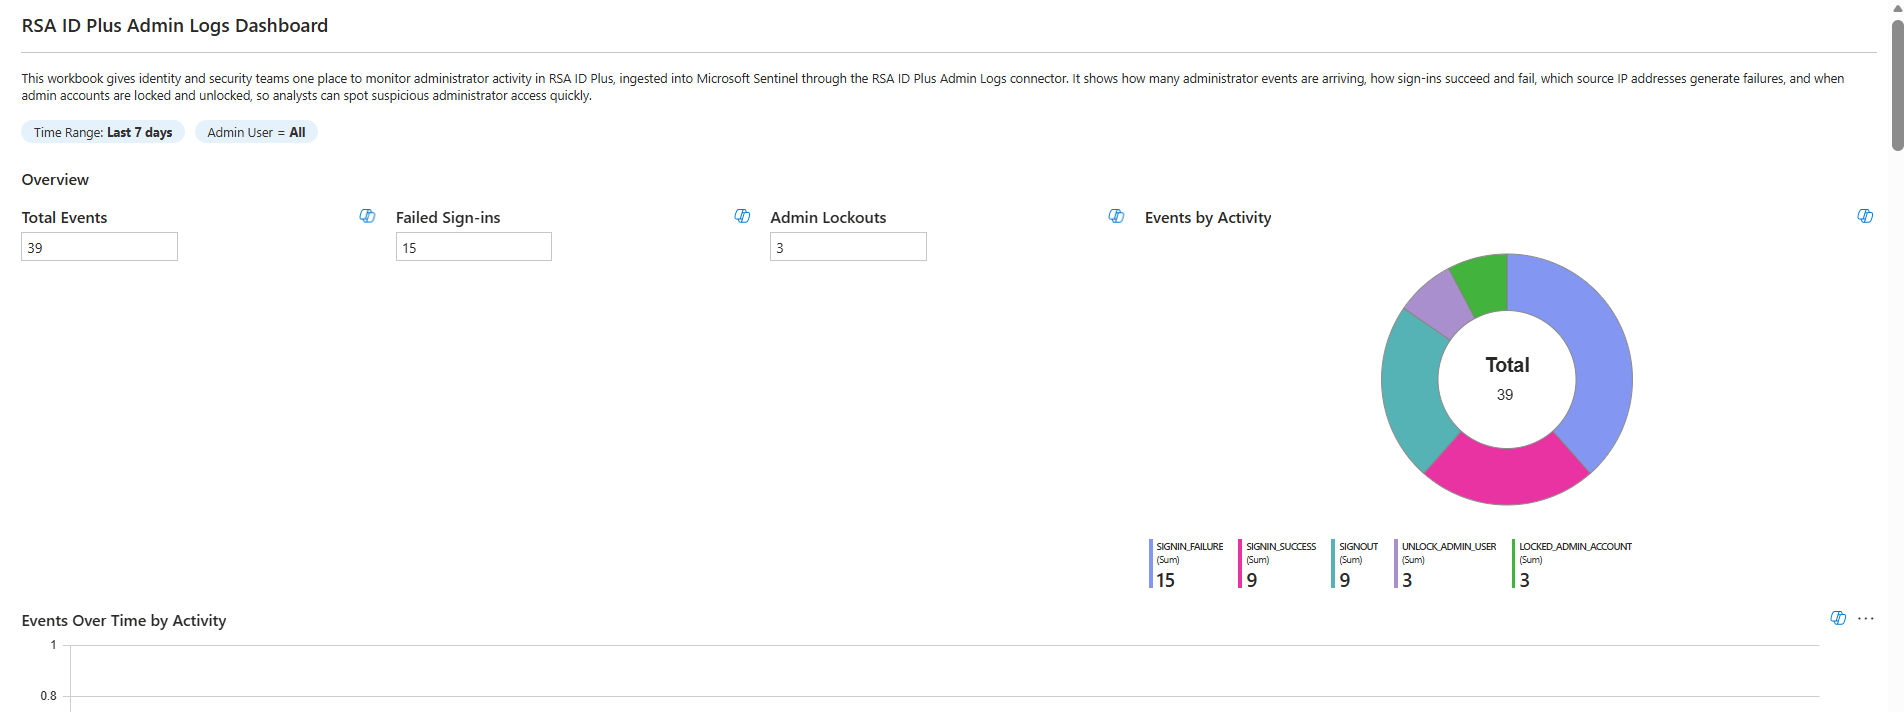 RSA ID Plus Admin Logs Dashboard
This workbook gives identity and security teams one place to monitor administrator activity in RSA ID Plus, ingested into Microsoft Sentinel through the RSA ID Plus Admin Logs connector. It shows how many administrator events are arriving, how sign-ins succeed and fail, which source IP addresses generate failures, and when
admin accounts are locked and unlocked, so analysts can spot suspicious administrator access quickly.
Time Range: Last 7 days Admin User = All
Overview
Total Events Failed Sign-ins Admin Lockouts Events by Activity
39 15 3
Total
39
SIGNIN_FAILURE SIGNIN_SUCCESS SIGNOUT UNLOCK_ADMIN_USER LOCKED_ADMIN_ACCOUNT
(Sum) (Sum) (Sum) (Sum) (Sum)
15 9 9 3 3
Events Over Time by Activity
1
0.8